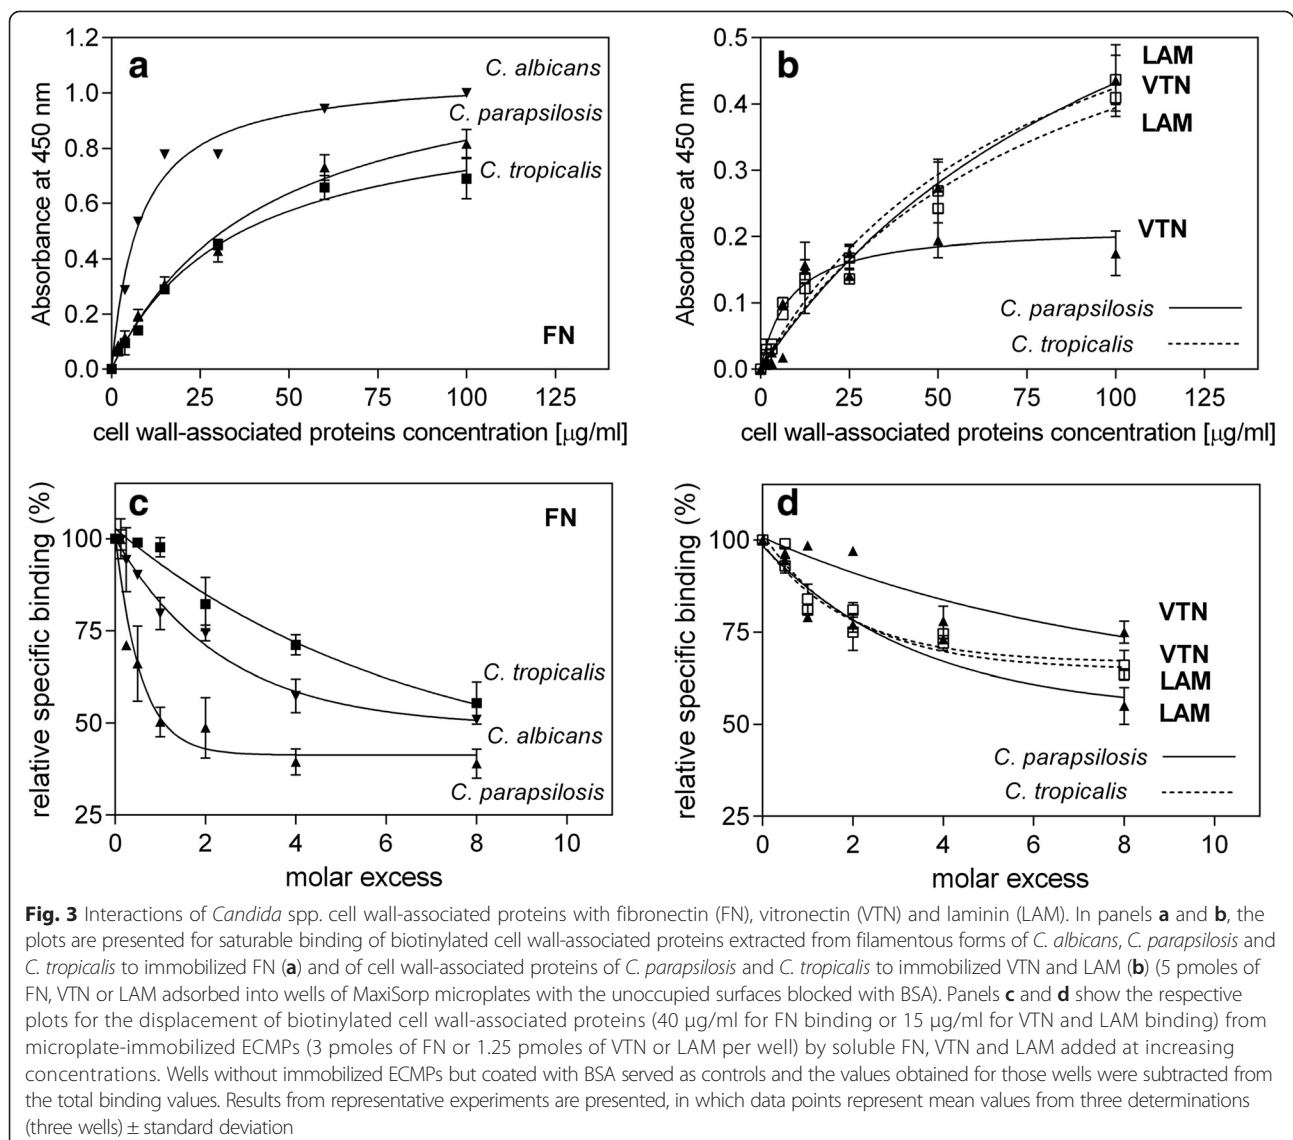 a
1.2
1.0
0.8
0.6
0.4
0.2
0.0
Absorbance at 450 nm
C. albicans
C. parapsilosis
C. tropicalis
FN
0 25 50 75 100 125
cell wall-associated proteins concentration [µg/ml]
b
0.5
0.4
0.3
0.2
0.1
0.0
Absorbance at 450 nm
LAM
VTN
LAM
VTN
C. parapsilosis
C. tropicalis
0 25 50 75 100 125
cell wall-associated proteins concentration [µg/ml]
c
FN
100
75
50
25
relative specific binding (%)
C. tropicalis
C. albicans
C. parapsilosis
0 2 4 6 8 10
molar excess
d
100
75
50
25
relative specific binding (%)
VTN
VTN
LAM
LAM
C. parapsilosis
C. tropicalis
0 2 4 6 8 10
molar excess
Fig. 3 Interactions of Candida spp. cell wall-associated proteins with fibronectin (FN), vitronectin (VTN) and laminin (LAM). In panels a and b, the
plots are presented for saturable binding of biotinylated cell wall-associated proteins extracted from filamentous forms of C. albicans, C. parapsilosis and
C. tropicalis to immobilized FN (a) and of cell wall-associated proteins of C. parapsilosis and C. tropicalis to immobilized VTN and LAM (b) (5 pmoles of
FN, VTN or LAM adsorbed into wells of MaxiSorp microplates with the unoccupied surfaces blocked with BSA). Panels c and d show the respective
plots for the displacement of biotinylated cell wall-associated proteins (40 µg/ml for FN binding or 15 µg/ml for VTN and LAM binding) from
microplate-immobilized ECMPs (3 pmoles of FN or 1.25 pmoles of VTN or LAM per well) by soluble FN, VTN and LAM added at increasing
concentrations. Wells without immobilized ECMPs but coated with BSA served as controls and the values obtained for those wells were subtracted from
the total binding values. Results from representative experiments are presented, in which data points represent mean values from three determinations
(three wells) ± standard deviation